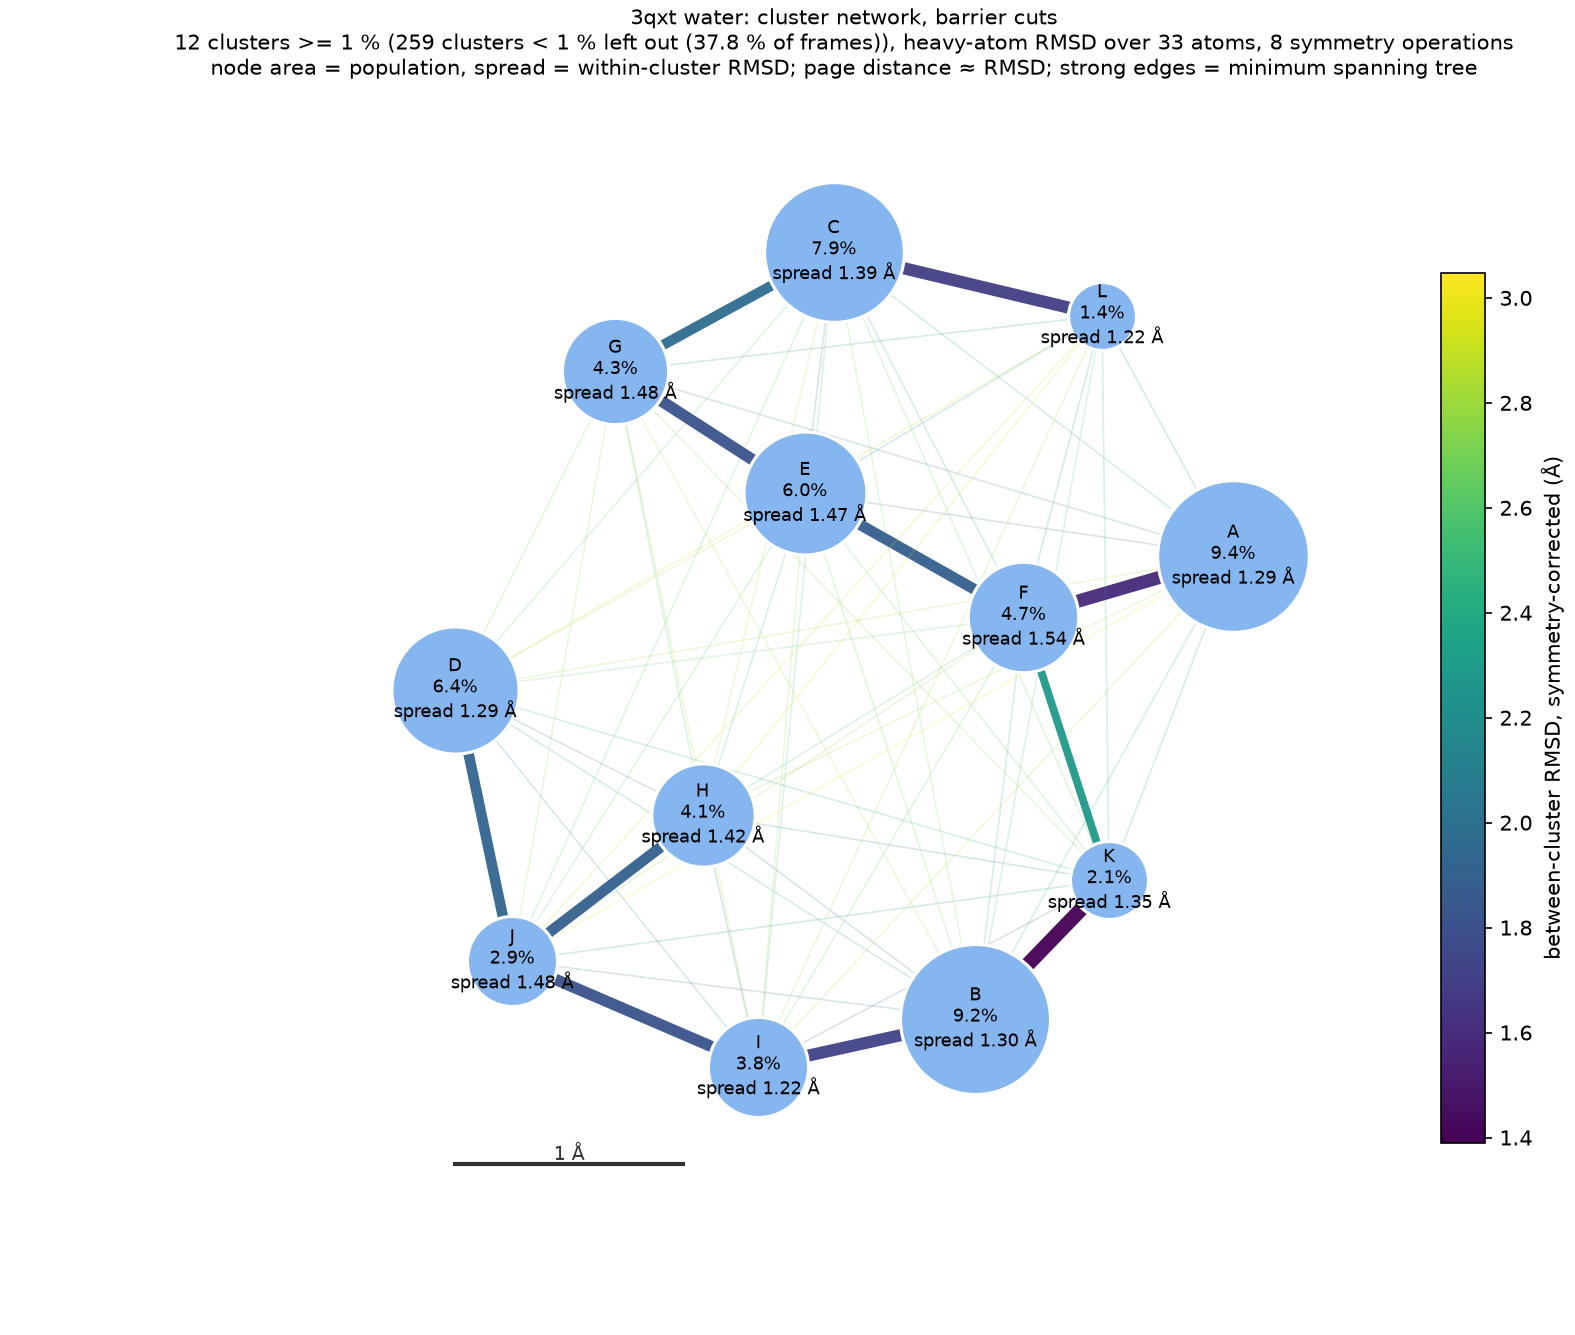 3qxt water: cluster network, barrier cuts
12 clusters >= 1 % (259 clusters < 1 % left out (37.8 % of frames)), heavy-atom RMSD over 33 atoms, 8 symmetry operations
node area = population, spread = within-cluster RMSD; page distance ≈ RMSD; strong edges = minimum spanning tree
C
7.9%
spread 1.39 Å
L
1.4%
spread 1.22 Å
G
4.3%
spread 1.48 Å
E
6.0%
spread 1.47 Å
A
9.4%
spread 1.29 Å
F
4.7%
spread 1.54 Å
D
6.4%
spread 1.29 Å
H
4.1%
spread 1.42 Å
K
2.1%
spread 1.35 Å
J
2.9%
spread 1.48 Å
B
9.2%
spread 1.30 Å
I
3.8%
spread 1.22 Å
1 Å
3.0
2.8
2.6
2.4
2.2
2.0
1.8
1.6
1.4
between-cluster RMSD, symmetry-corrected (Å)